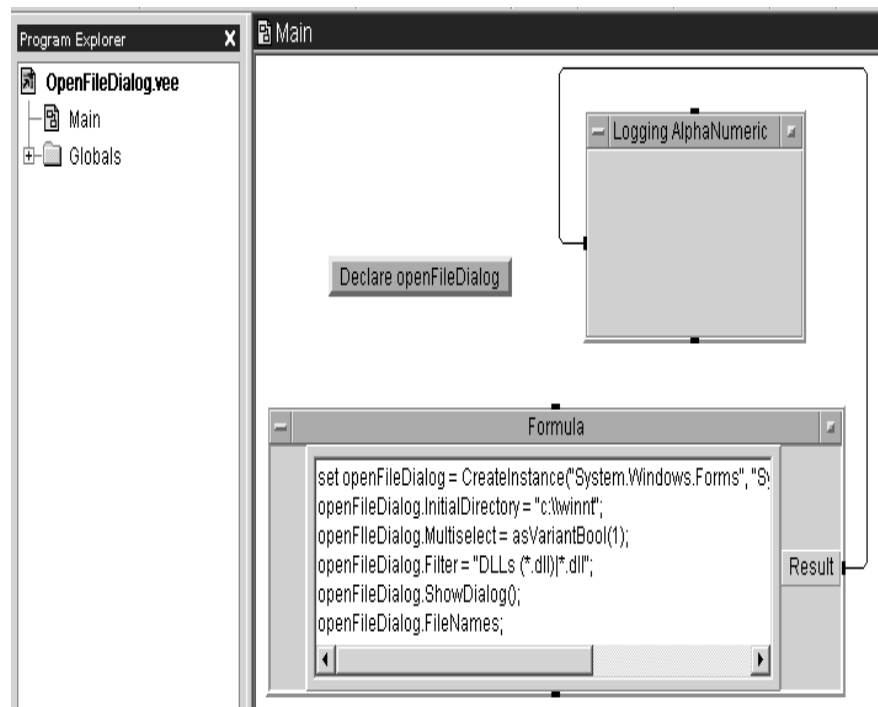 Program Explorer
OpenFileDialog.vee
Main
Globals
Main
Logging AlphaNumeric
Declare openFileDialog
Formula
set openFileDialog = CreateInstance("System.Windows.Forms", "Sy
openFileDialog.InitialDirectory = "c:\\winnt";
openFIleDialog.Multiselect = asVariantBool(1);
openFIleDialog.Filter = "DLLs (*.dll)|*.dll";
openFIleDialog.ShowDialog();
openFIleDialog.FileNames;
Result